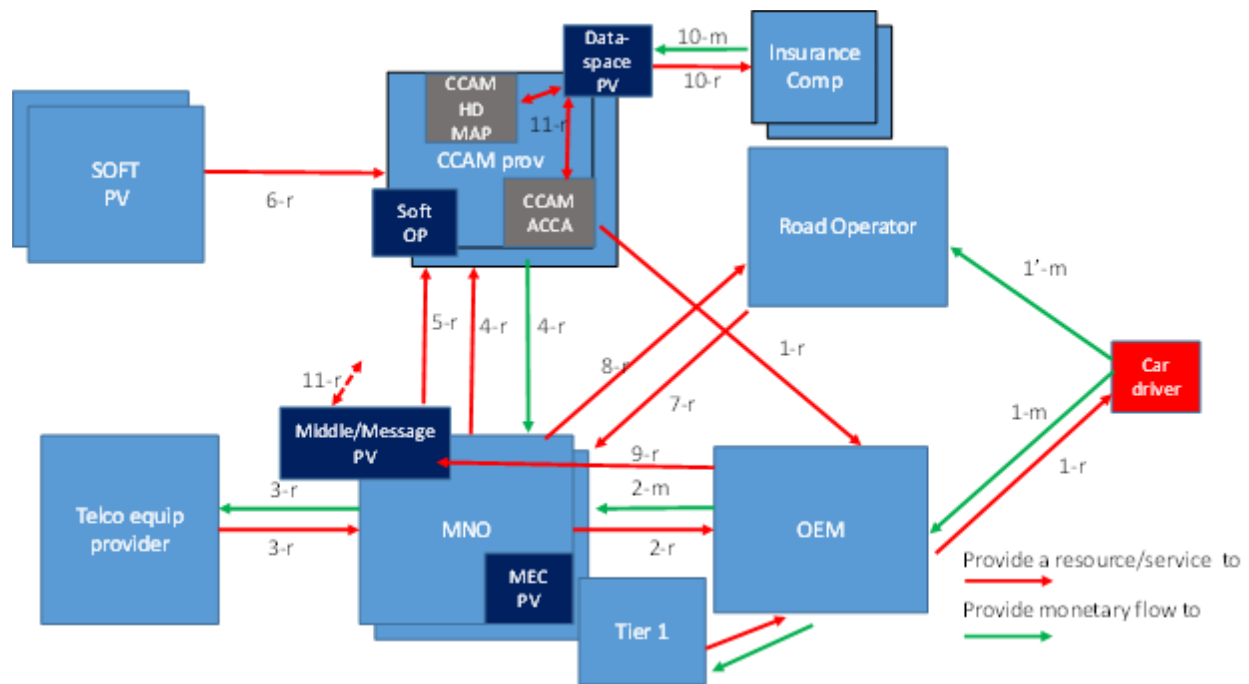 Data-
space
PV
10-m
10-r
Insurance
Comp
CCAM
HD
MAP
11-r
CCAM prov
SOFT
PV
6-r
Soft
OP
CCAM
ACCA
Road Operator
1'-m
5-r
4-r
4-r
1-r
8-r
7-r
Car
driver
11-r
1-m
1-r
Middle/Message
PV
9-r
3-r
2-m
Telco equip
provider
MNO
OEM
3-r
2-r
MEC
PV
Tier 1
Provide a resource/service to
Provide monetary flow to